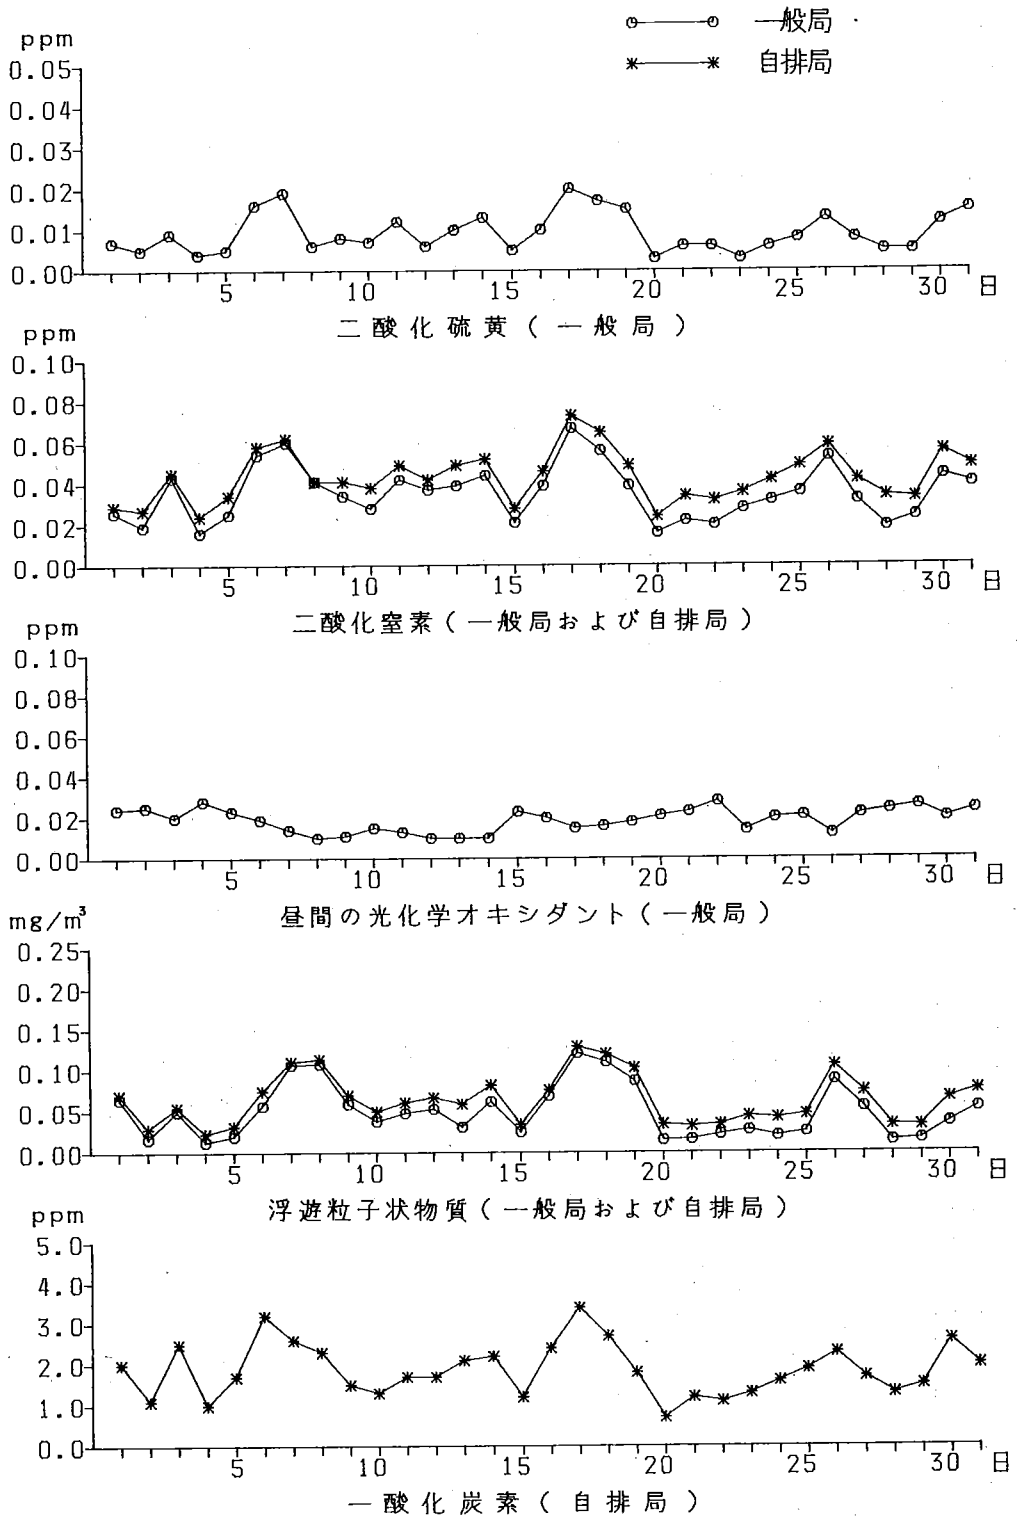 一般局
自排局
ppm
0.05
0.04
0.03
0.02
0.01
0.00
5 10 15 20 25 30 日
二酸化硫黄(一般局)
ppm
0.10
0.08
0.06
0.04
0.02
0.00
5 10 15 20 25 30 日
二酸化窒素(一般局および自排局)
ppm
0.10
0.08
0.06
0.04
0.02
0.00
5 10 15 20 25 30 日
昼間の光化学オキシダント(一般局)
mg/m³
0.25
0.20
0.15
0.10
0.05
0.00
5 10 15 20 25 30 日
浮遊粒子状物質(一般局および自排局)
ppm
5.0
4.0
3.0
2.0
1.0
0.0
5 10 15 20 25 30 日
一酸化炭素(自排局)